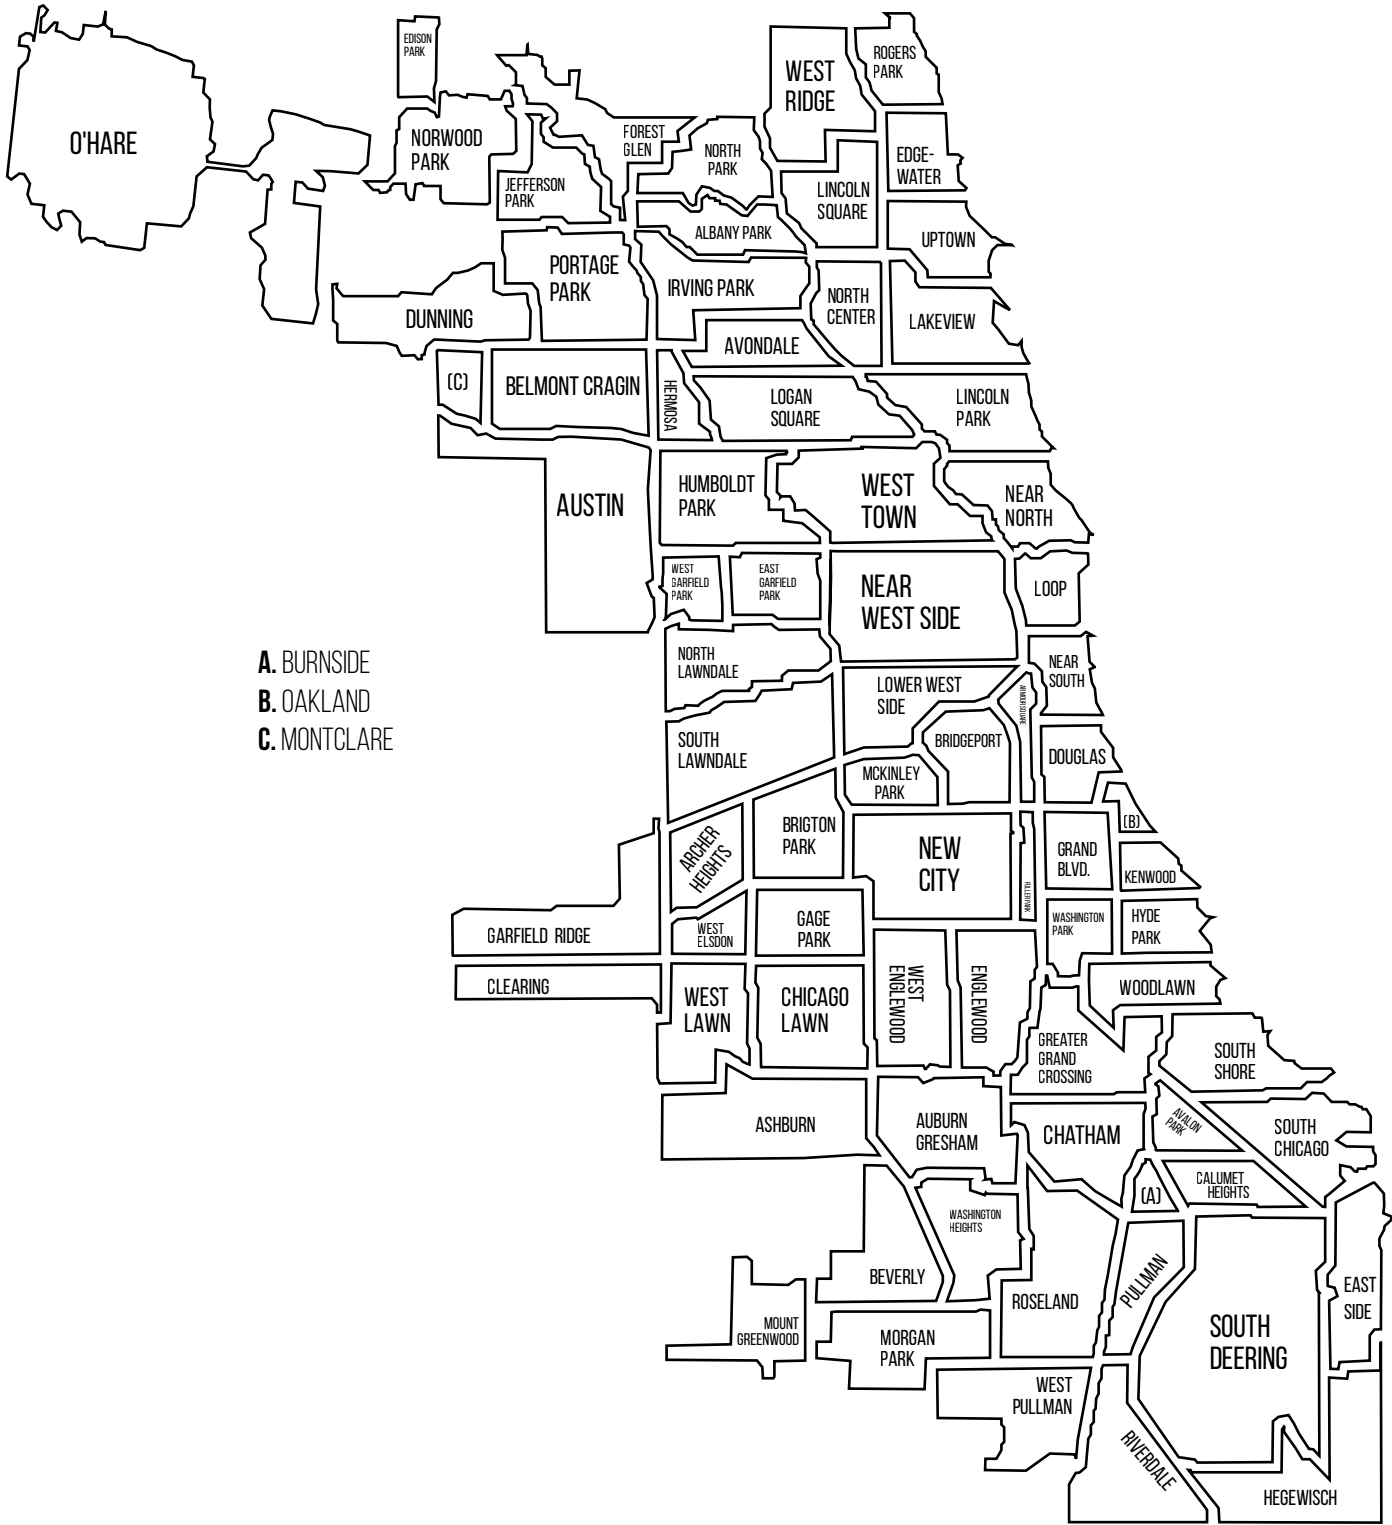 EDISON
PARK
ROGERS
PARK
WEST
RIDGE
O'HARE
NORWOOD
PARK
FOREST
GLEN
NORTH
PARK
EDGE-
WATER
JEFFERSON
PARK
LINCOLN
SQUARE
ALBANY PARK
UPTOWN
PORTAGE
PARK
IRVING PARK
NORTH
CENTER
DUNNING
LAKEVIEW
AVONDALE
(C)
BELMONT CRAGIN
HERMOSA
LOGAN
SQUARE
LINCOLN
PARK
AUSTIN
HUMBOLDT
PARK
WEST
TOWN
NEAR
NORTH
WEST
GARFIELD
PARK
EAST
GARFIELD
PARK
NEAR
WEST SIDE
LOOP
A. BURNSIDE
B. OAKLAND
C. MONTCLARE
NORTH
LAWNDALE
NEAR
SOUTH
LOWER WEST
SIDE
ARMOUR SQUARE
SOUTH
LAWNDALE
BRIDGEPORT
DOUGLAS
MCKINLEY
PARK
(B)
BRIGTON
PARK
ARCHER
HEIGHTS
NEW
CITY
GRAND
BLVD.
KENWOOD
FULLER PARK
GARFIELD RIDGE
WEST
ELSDON
GAGE
PARK
WASHINGTON
PARK
HYDE
PARK
CLEARING
WEST
LAWN
CHICAGO
LAWN
WEST
ENGLEWOOD
ENGLEWOOD
WOODLAWN
GREATER
GRAND
CROSSING
SOUTH
SHORE
ASHBURN
AUBURN
GRESHAM
CHATHAM
AVALON
PARK
SOUTH
CHICAGO
(A)
CALUMET
HEIGHTS
WASHINGTON
HEIGHTS
BEVERLY
ROSELAND
PULLMAN
EAST
SIDE
MOUNT
GREENWOOD
MORGAN
PARK
SOUTH
DEERING
WEST
PULLMAN
RIVERDALE
HEGEWISCH